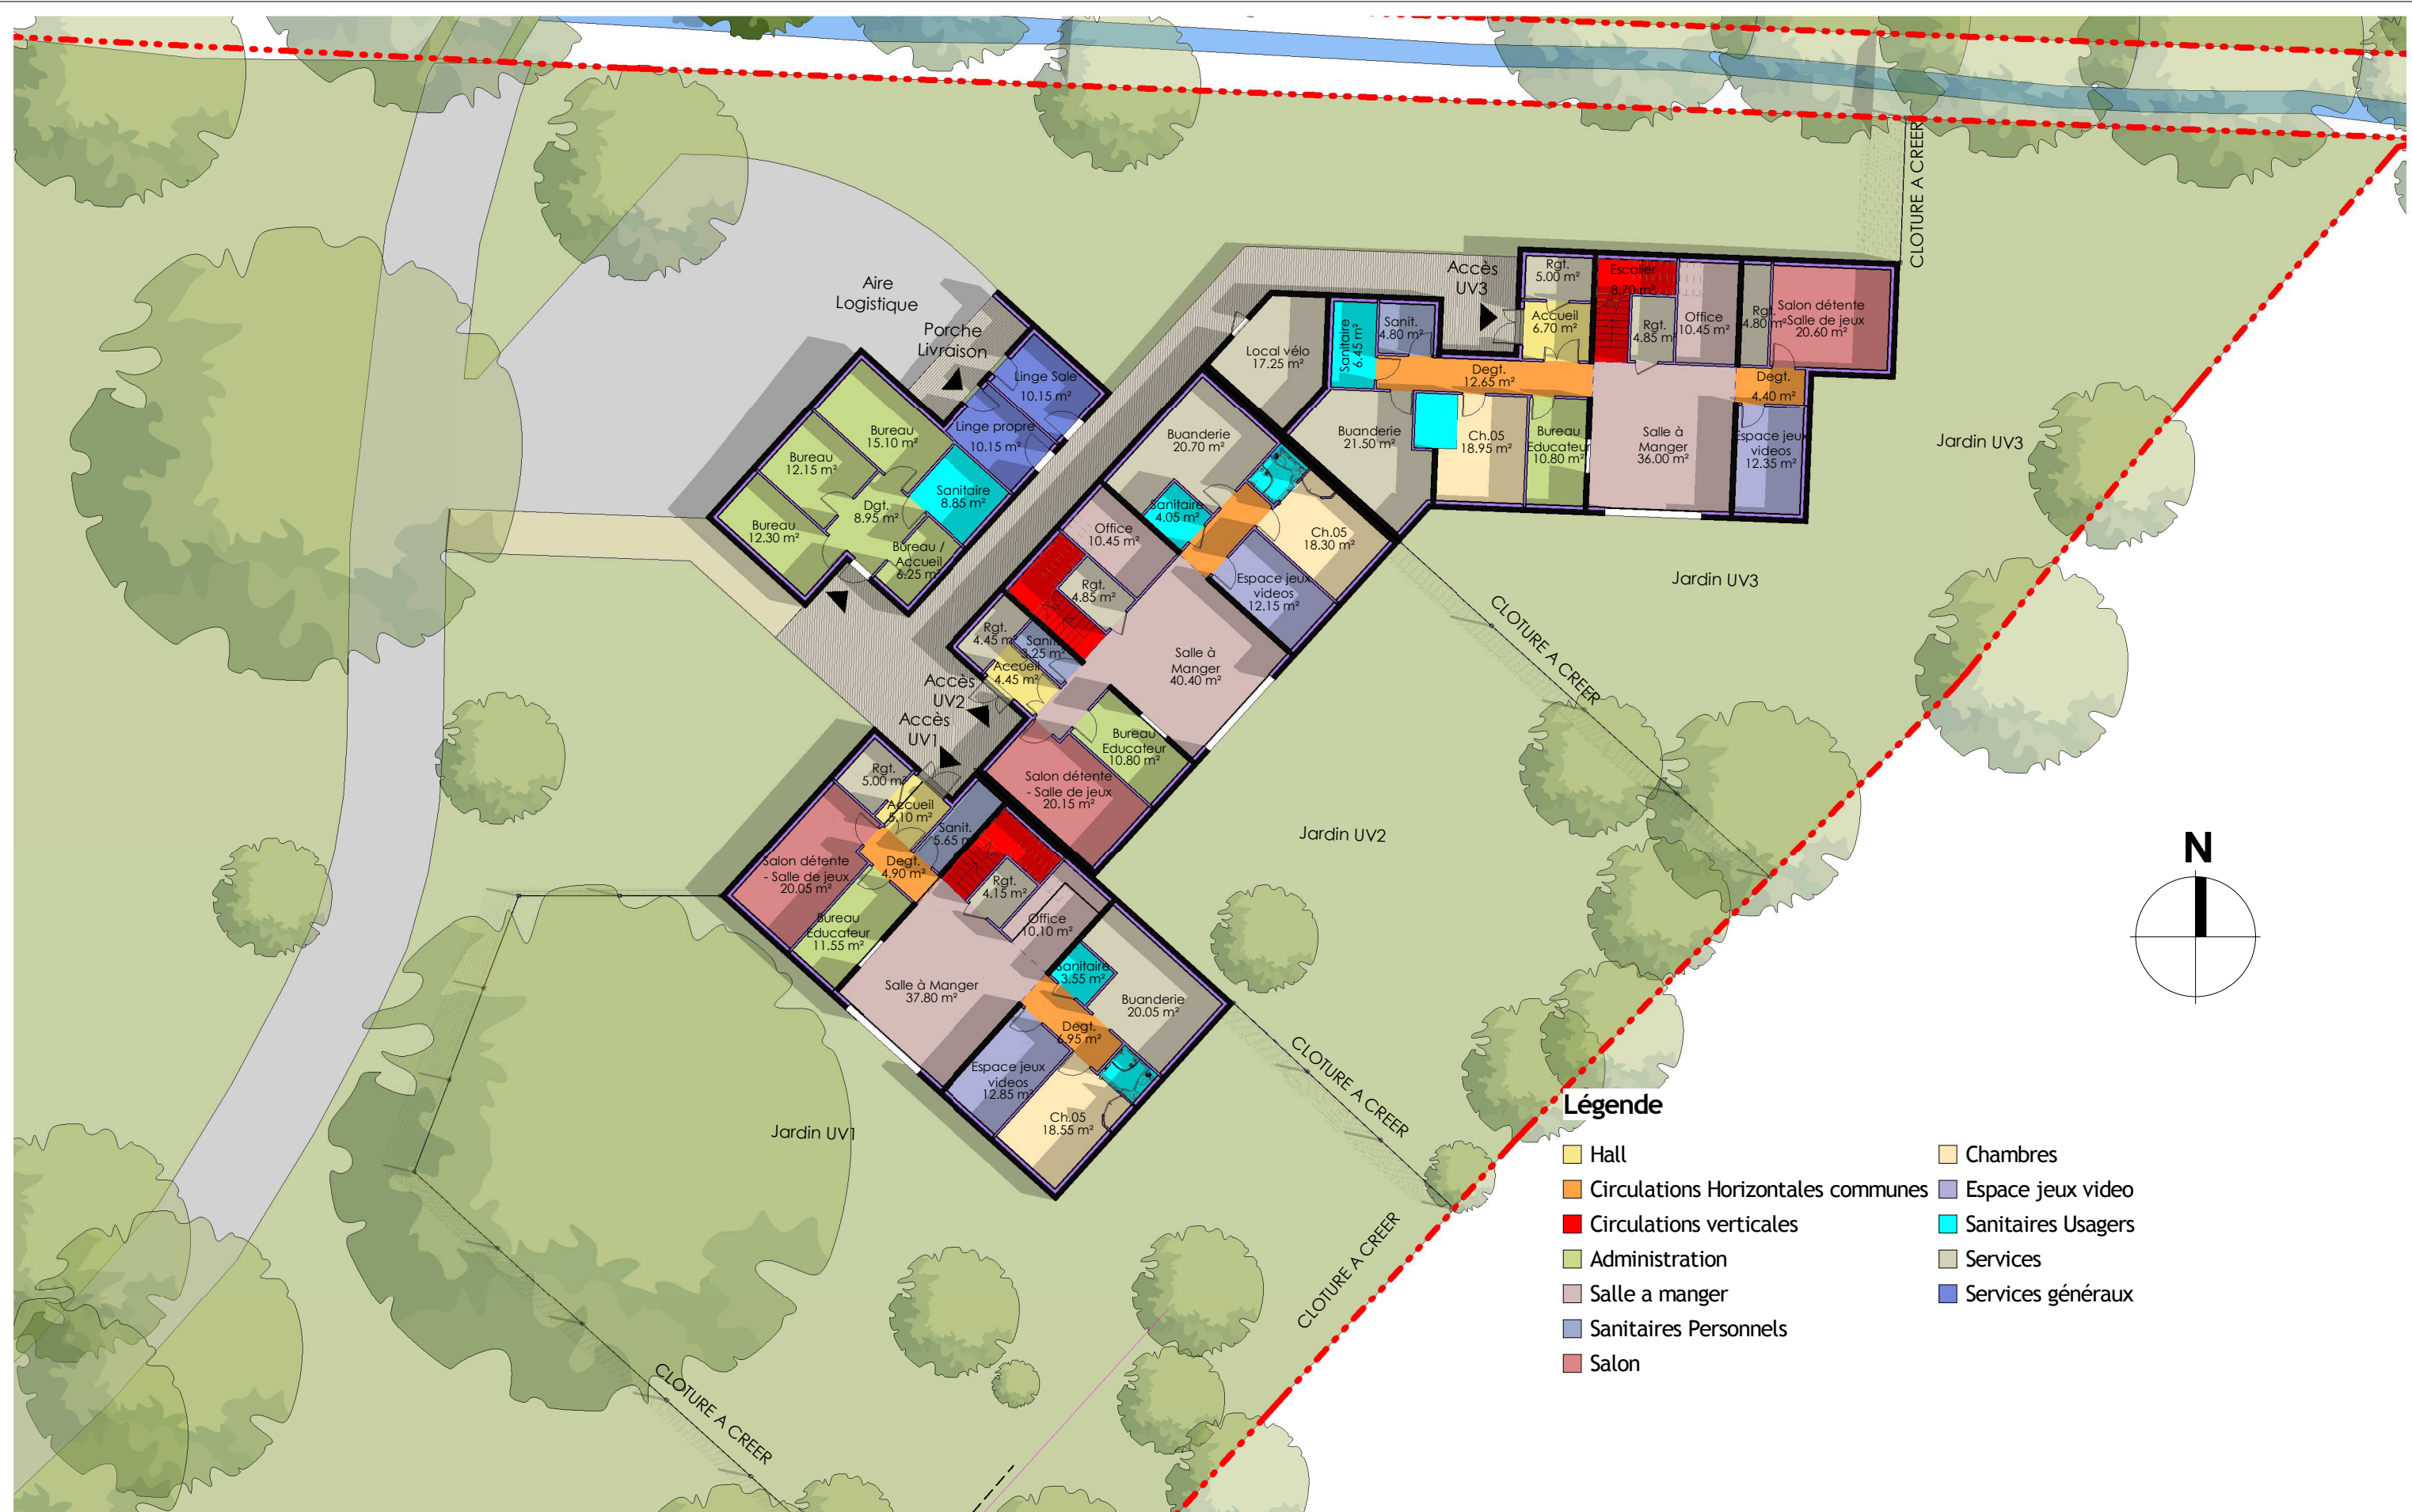 CLOTURE A CREER
Aire
Logistique
Porche
Livraison
Accès
UV3
Rgt.
5.00 m²
Escalier
8.70 m²
Accueil
6.70 m²
Rgt.
4.85 m²
Office
10.45 m²
Rgt.
4.80 m²
Salon détente
- Salle de jeux
20.60 m²
Local vélo
17.25 m²
Sanitaire
6.45 m²
Sanit.
4.80 m²
Degt.
12.65 m²
Degt.
4.40 m²
Linge Sale
10.15 m²
Linge propre
10.15 m²
Bureau
15.10 m²
Bureau
12.15 m²
Bureau
12.30 m²
Dgt.
8.95 m²
Sanitaire
8.85 m²
Bureau /
Accueil
6.25 m²
Buanderie
20.70 m²
Buanderie
21.50 m²
Ch.05
18.95 m²
Bureau
Educateur
10.80 m²
Salle à
Manger
36.00 m²
Espace jeux
videos
12.35 m²
Jardin UV3
Jardin UV3
Sanitaire
4.05 m²
Office
10.45 m²
Ch.05
18.30 m²
Espace jeux
videos
12.15 m²
Rgt.
4.85 m²
Rgt.
4.45 m²
Sanit.
3.25 m²
Accueil
4.45 m²
Salle à
Manger
40.40 m²
Accès
UV2
Accès
UV1
Bureau
Educateur
10.80 m²
Salon détente
- Salle de jeux
20.15 m²
CLOTURE A CREER
Jardin UV2
Rgt.
5.00 m²
Accueil
5.10 m²
Sanit.
5.65 m
Salon détente
- Salle de jeux
20.05 m²
Degt.
4.90 m²
Rgt.
4.15 m²
Bureau
Educateur
11.55 m²
Office
10.10 m²
Salle à Manger
37.80 m²
Sanitaire
3.55 m²
Buanderie
20.05 m²
Degt.
6.95 m²
Espace jeux
videos
12.85 m²
Ch.05
18.55 m²
Jardin UV1
CLOTURE A CREER
CLOTURE A CREER
CLOTURE A CREER
N
Légende
Hall
Circulations Horizontales communes
Circulations verticales
Administration
Salle a manger
Sanitaires Personnels
Salon
Chambres
Espace jeux video
Sanitaires Usagers
Services
Services généraux